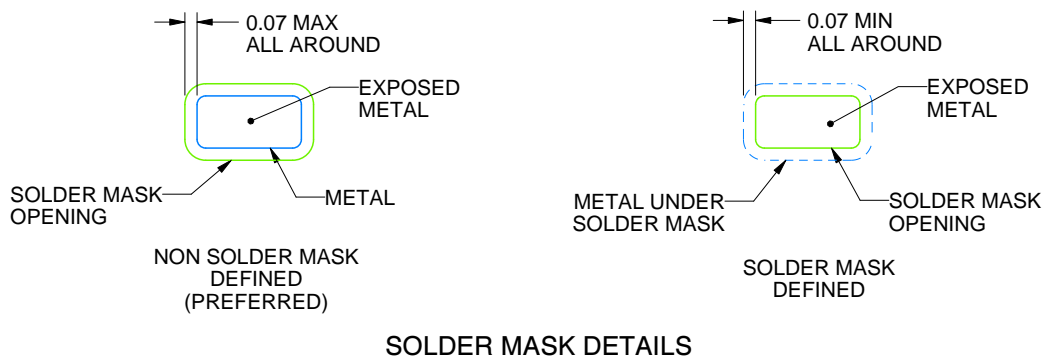 0.07 MAX
ALL AROUND
EXPOSED
METAL
SOLDER MASK
OPENING
METAL
NON SOLDER MASK
DEFINED
(PREFERRED)
0.07 MIN
ALL AROUND
EXPOSED
METAL
METAL UNDER
SOLDER MASK
SOLDER MASK
OPENING
SOLDER MASK
DEFINED
SOLDER MASK DETAILS